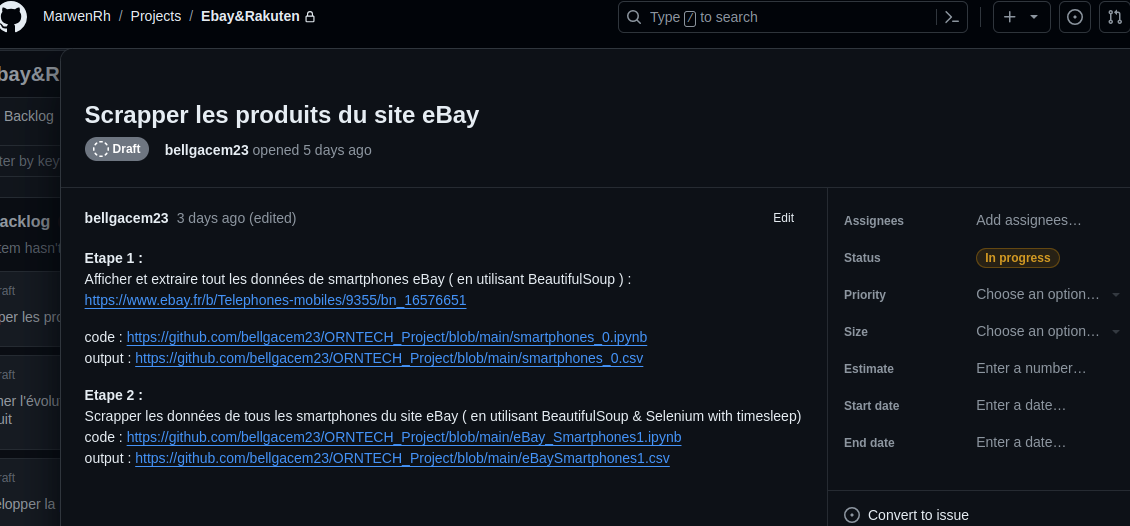 MarwenRh / Projects / Ebay&Rakuten
Type / to search
bay&R
Backlog
ter by key
acklog
tem hasn't
raft
per les pro
raft
ner l'évolu
uit
raft
elopper la
Scrapper les produits du site eBay
Draft
bellgacem23 opened 5 days ago
bellgacem23 3 days ago (edited)
Edit
Etape 1 :
Afficher et extraire tout les données de smartphones eBay ( en utilisant BeautifulSoup ) :
https://www.ebay.fr/b/Telephones-mobiles/9355/bn_16576651
code : https://github.com/bellgacem23/ORNTECH_Project/blob/main/smartphones_0.ipynb
output : https://github.com/bellgacem23/ORNTECH_Project/blob/main/smartphones_0.csv
Etape 2 :
Scrapper les données de tous les smartphones du site eBay ( en utilisant BeautifulSoup & Selenium with timesleep)
code : https://github.com/bellgacem23/ORNTECH_Project/blob/main/eBay_Smartphones1.ipynb
output : https://github.com/bellgacem23/ORNTECH_Project/blob/main/eBaySmartphones1.csv
Assignees Add assignees…
Status In progress
Priority Choose an option…
Size Choose an option…
Estimate Enter a number…
Start date Enter a date…
End date Enter a date…
Convert to issue